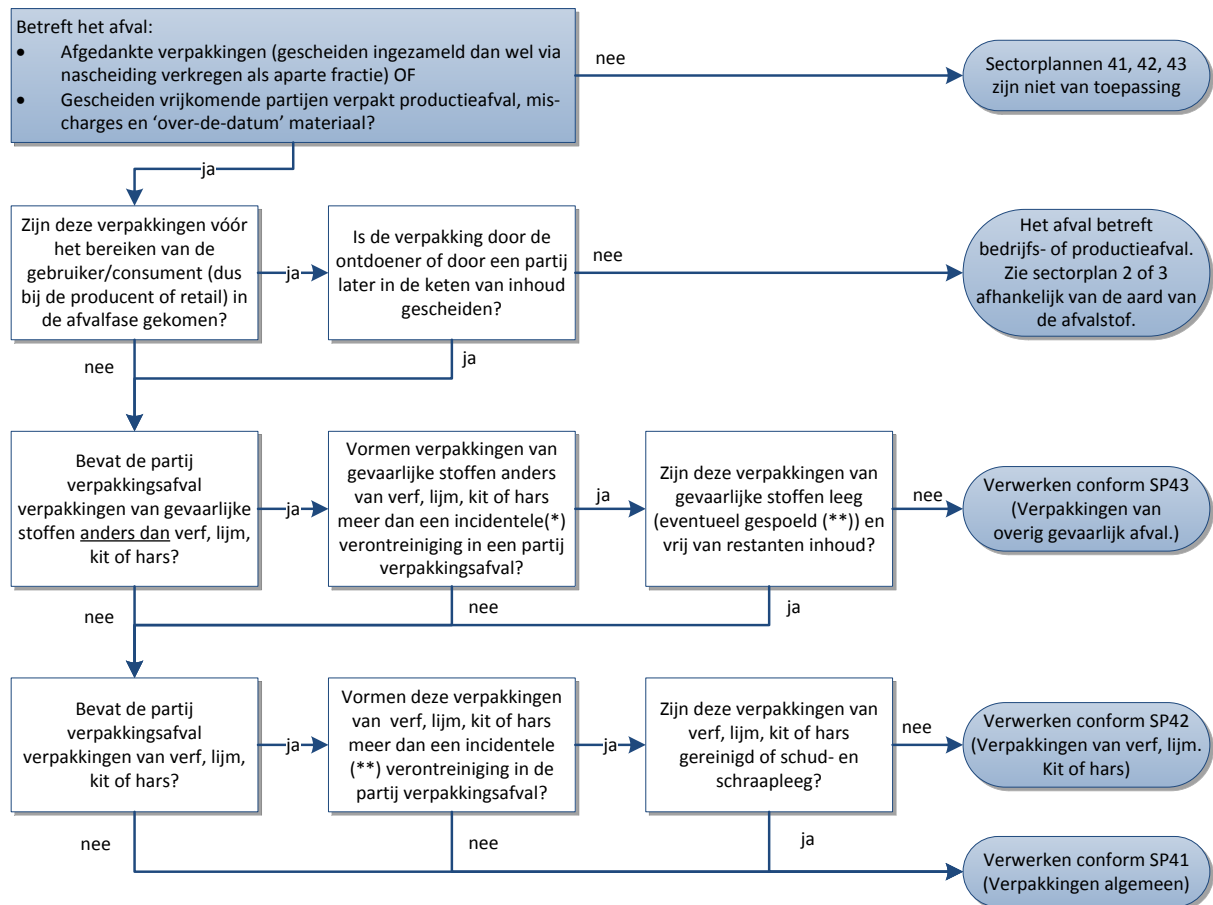 Betreft het afval:
• Afgedankte verpakkingen (gescheiden ingezameld dan wel via
nascheiding verkregen als aparte fractie) OF
• Gescheiden vrijkomende partijen verpakt productieafval, mis-
charges en ‘over-de-datum’ materiaal?
nee
Sectorplannen 41, 42, 43
zijn niet van toepassing
ja
Zijn deze verpakkingen vóór
het bereiken van de
gebruiker/consument (dus
bij de producent of retail) in
de afvalfase gekomen?
ja
Is de verpakking door de
ontdoener of door een partij
later in de keten van inhoud
gescheiden?
nee
Het afval betreft
bedrijfs- of productieafval.
Zie sectorplan 2 of 3
afhankelijk van de aard van
de afvalstof.
nee
ja
Bevat de partij
verpakkingsafval
verpakkingen van gevaarlijke
stoffen anders dan verf, lijm,
kit of hars?
ja
Vormen verpakkingen van
gevaarlijke stoffen anders
van verf, lijm, kit of hars
meer dan een incidentele(*)
verontreiniging in een partij
verpakkingsafval?
ja
Zijn deze verpakkingen van
gevaarlijke stoffen leeg
(eventueel gespoeld (**)) en
vrij van restanten inhoud?
nee
Verwerken conform SP43
(Verpakkingen van
overig gevaarlijk afval.)
nee
nee
ja
Bevat de partij
verpakkingsafval
verpakkingen van verf, lijm,
kit of hars?
ja
Vormen deze verpakkingen
van verf, lijm, kit of hars
meer dan een incidentele
(**) verontreiniging in de
partij verpakkingsafval?
ja
Zijn deze verpakkingen van
verf, lijm, kit of hars
gereinigd of schud- en
schraapleeg?
nee
Verwerken conform SP42
(Verpakkingen van verf, lijm.
Kit of hars)
nee
nee
ja
Verwerken conform SP41
(Verpakkingen algemeen)